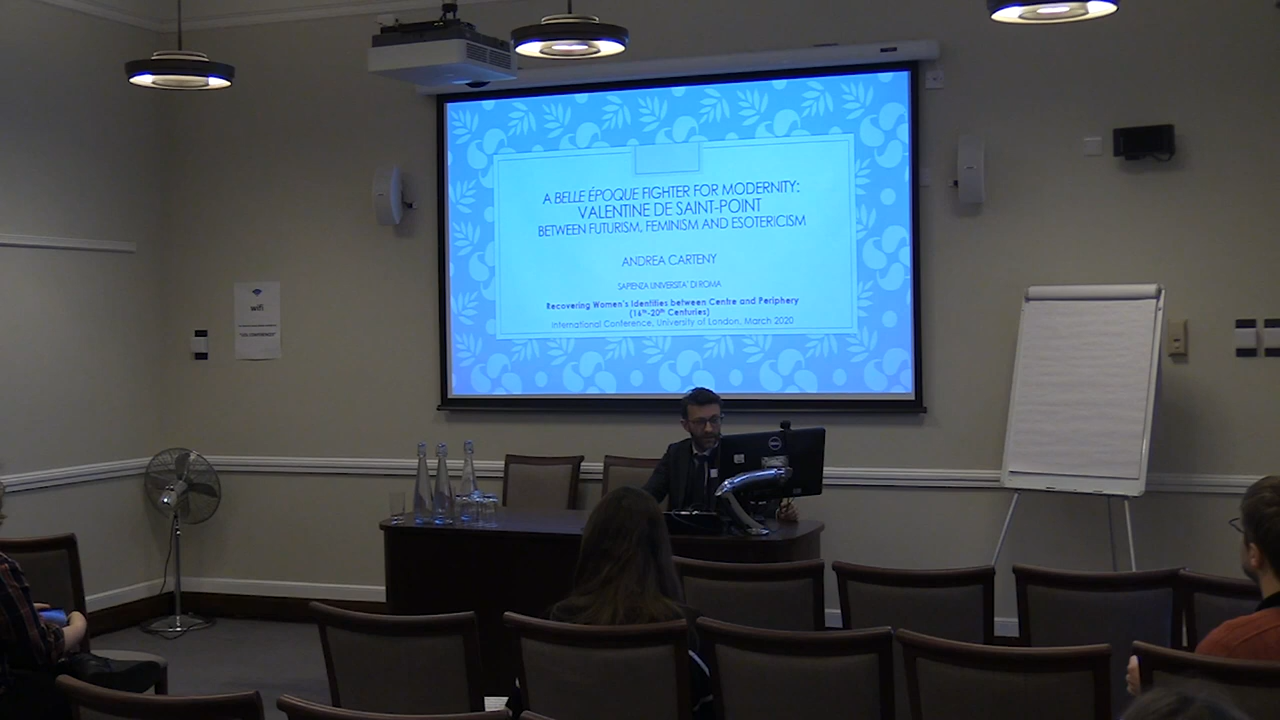 A BELLE ÉPOQUE FIGHTER FOR MODERNITY:
VALENTINE DE SAINT-POINT
BETWEEN FUTURISM, FEMINISM AND ESOTERICISM
ANDREA CARTENY
SAPIENZA UNIVERSITA' DI ROMA
Recovering Women's Identities between Centre and Periphery
(16th-20th Centuries)
International Conference, University of London, March 2020
wifi
DELL